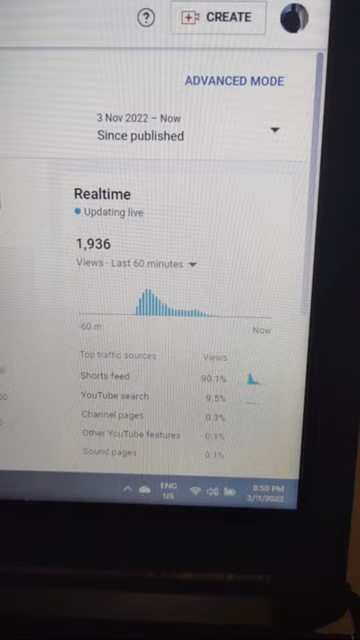 CREATE
ADVANCED MODE
3 Nov 2022 – Now
Since published
Realtime
Updating live
1,936
Views · Last 60 minutes
-60 m
Now
Top traffic sources Views
Shorts feed 90.1%
YouTube search 9.5%
Channel pages 0.3%
Other YouTube features 0.1%
Sound pages 0.1%
ENG
US
8:50 PM
3/11/2022